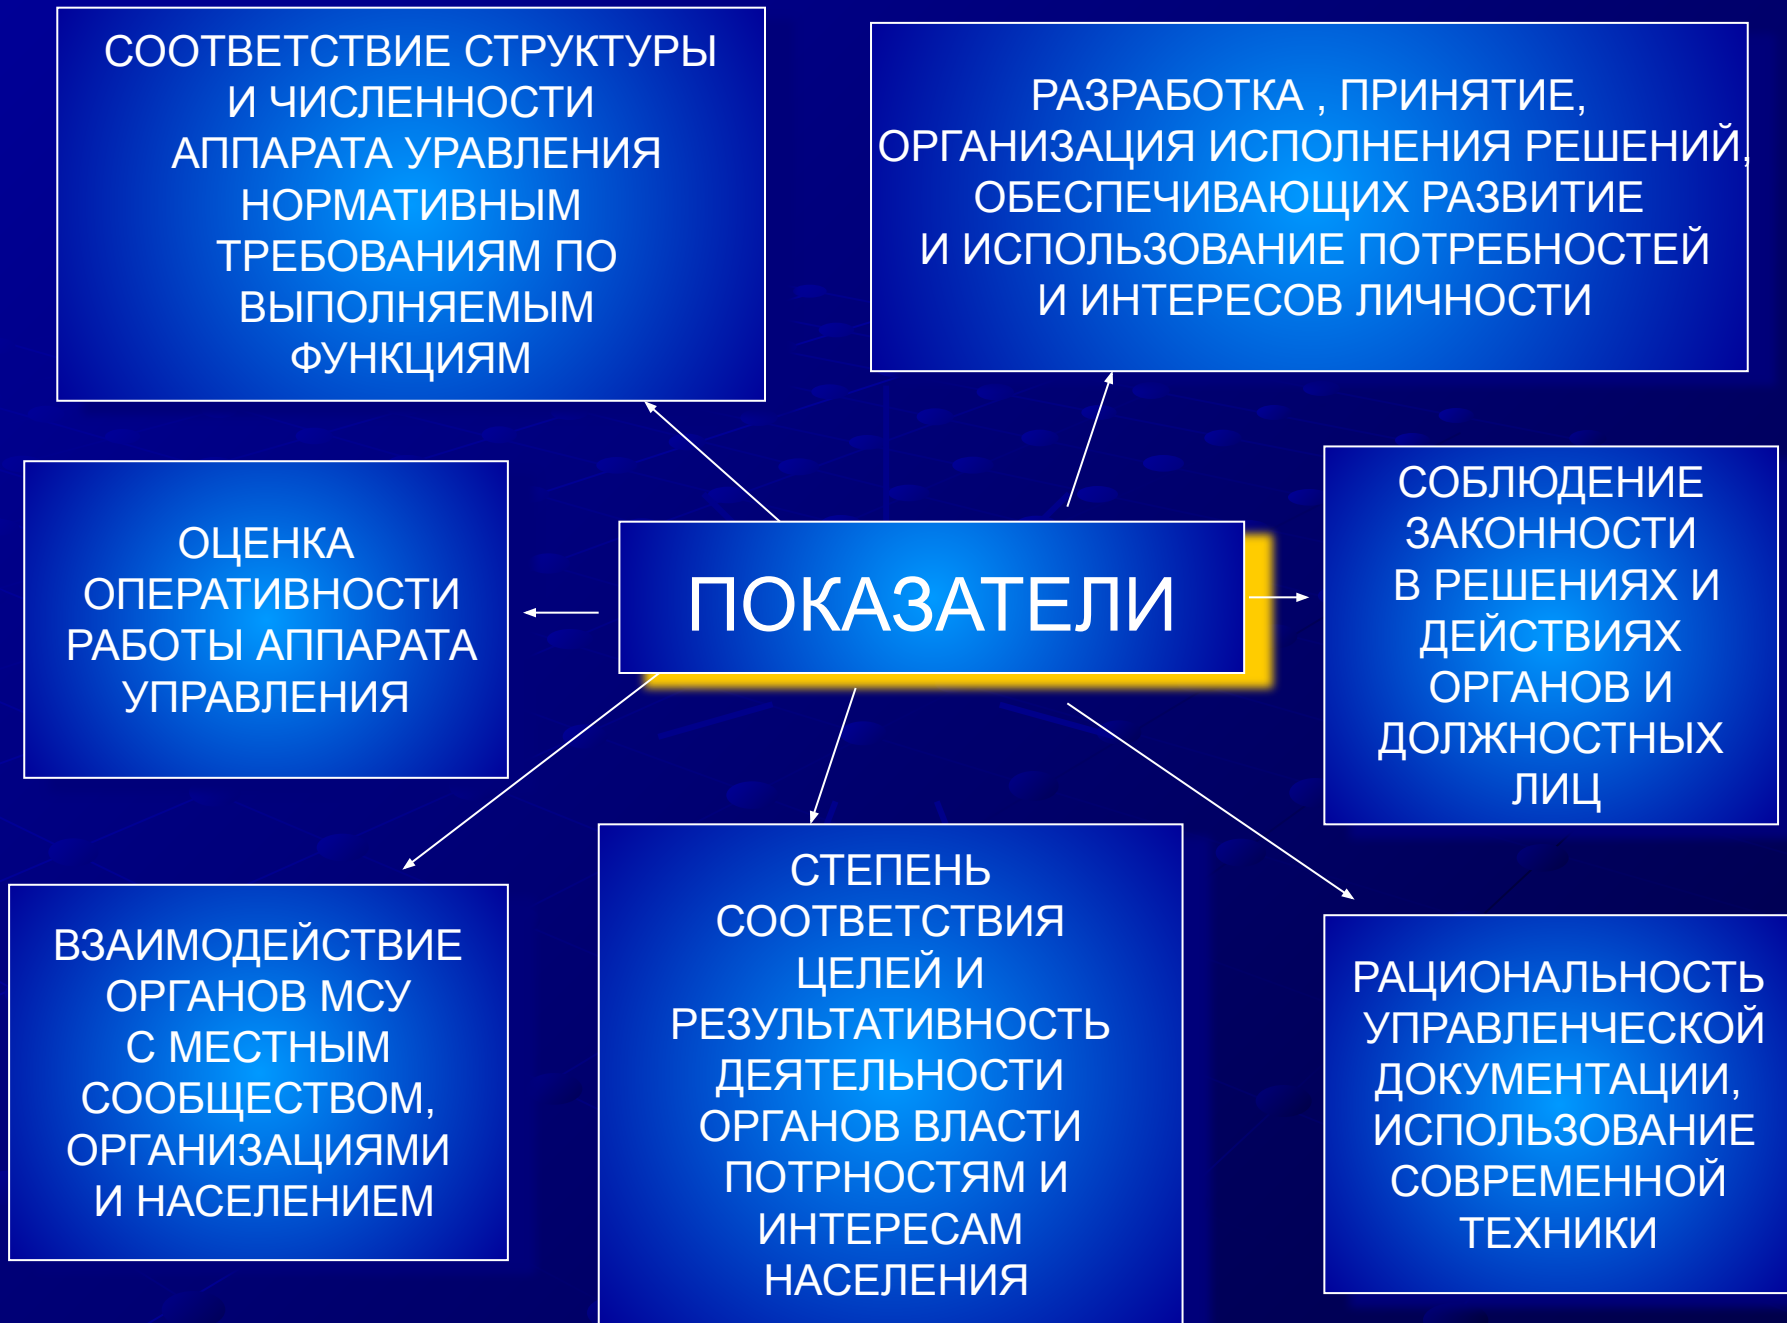 СООТВЕТСТВИЕ СТРУКТУРЫ
И ЧИСЛЕННОСТИ
АППАРАТА УРАВЛЕНИЯ
НОРМАТИВНЫМ
ТРЕБОВАНИЯМ ПО
ВЫПОЛНЯЕМЫМ
ФУНКЦИЯМ
РАЗРАБОТКА , ПРИНЯТИЕ,
ОРГАНИЗАЦИЯ ИСПОЛНЕНИЯ РЕШЕНИЙ,
ОБЕСПЕЧИВАЮЩИХ РАЗВИТИЕ
И ИСПОЛЬЗОВАНИЕ ПОТРЕБНОСТЕЙ
И ИНТЕРЕСОВ ЛИЧНОСТИ
ОЦЕНКА
ОПЕРАТИВНОСТИ
РАБОТЫ АППАРАТА
УПРАВЛЕНИЯ
ПОКАЗАТЕЛИ
СОБЛЮДЕНИЕ
ЗАКОННОСТИ
В РЕШЕНИЯХ И
ДЕЙСТВИЯХ
ОРГАНОВ И
ДОЛЖНОСТНЫХ
ЛИЦ
ВЗАИМОДЕЙСТВИЕ
ОРГАНОВ МСУ
С МЕСТНЫМ
СООБЩЕСТВОМ,
ОРГАНИЗАЦИЯМИ
И НАСЕЛЕНИЕМ
СТЕПЕНЬ
СООТВЕТСТВИЯ
ЦЕЛЕЙ И
РЕЗУЛЬТАТИВНОСТЬ
ДЕЯТЕЛЬНОСТИ
ОРГАНОВ ВЛАСТИ
ПОТРНОСТЯМ И
ИНТЕРЕСАМ
НАСЕЛЕНИЯ
РАЦИОНАЛЬНОСТЬ
УПРАВЛЕНЧЕСКОЙ
ДОКУМЕНТАЦИИ,
ИСПОЛЬЗОВАНИЕ
СОВРЕМЕННОЙ
ТЕХНИКИ